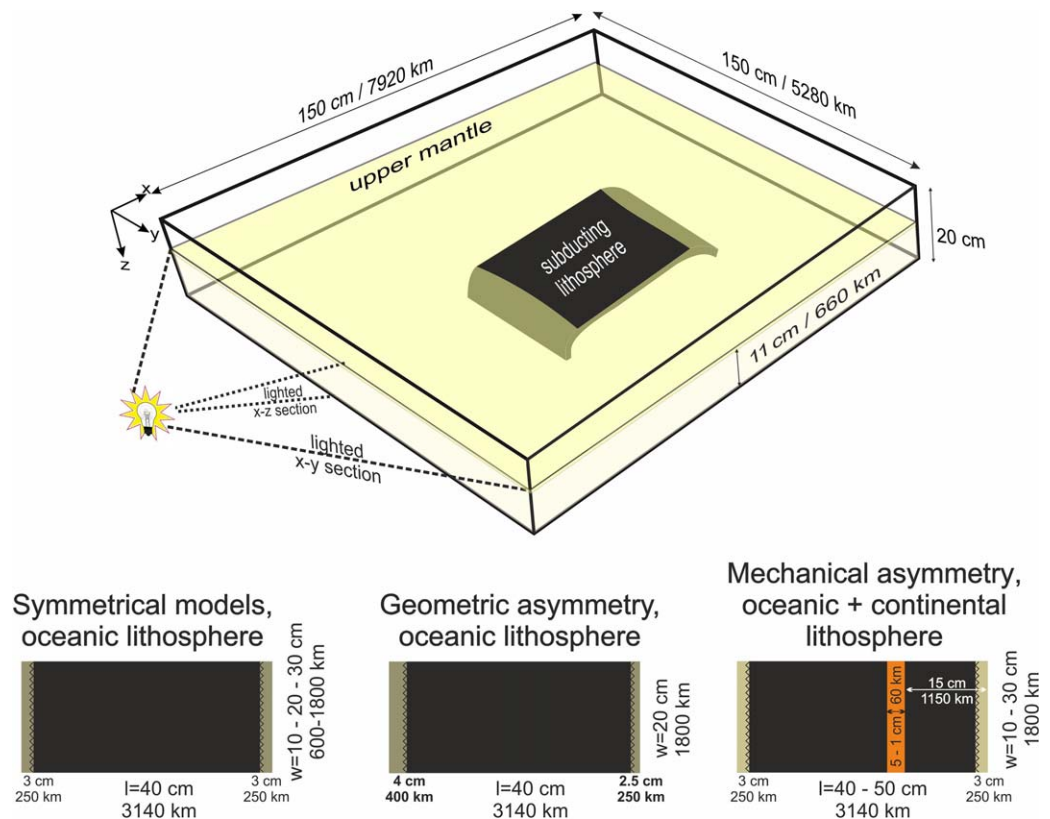 150 cm / 7920 km
150 cm / 5280 km
upper mantle
x
y
z
subducting
lithosphere
20 cm
11 cm / 660 km
lighted
x-z section
lighted
x-y section
Symmetrical models,
oceanic lithosphere
w=10 - 20 - 30 cm
600-1800 km
3 cm
250 km
l=40 cm
3140 km
3 cm
250 km
Geometric asymmetry,
oceanic lithosphere
w=20 cm
1800 km
4 cm
400 km
l=40 cm
3140 km
2.5 cm
250 km
Mechanical asymmetry,
oceanic + continental
lithosphere
5 - 1 cm
60 km
15 cm
1150 km
w=10 - 30 cm
1800 km
3 cm
250 km
l=40 - 50 cm
3140 km
3 cm
250 km